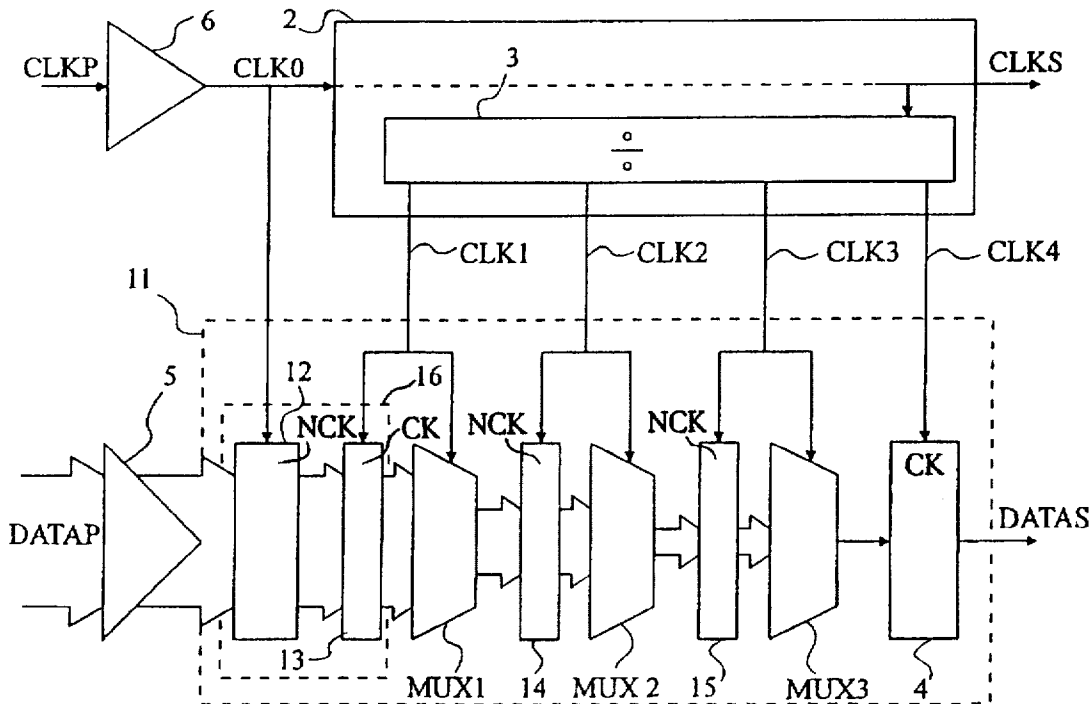 6
2
CLKP
CLK0
3
CLKS
÷
CLK1
CLK2
CLK3
CLK4
11
5
12
16
NCK
CK
NCK
NCK
CK
DATAP
DATAS
13
MUX1
14
MUX 2
15
MUX3
4